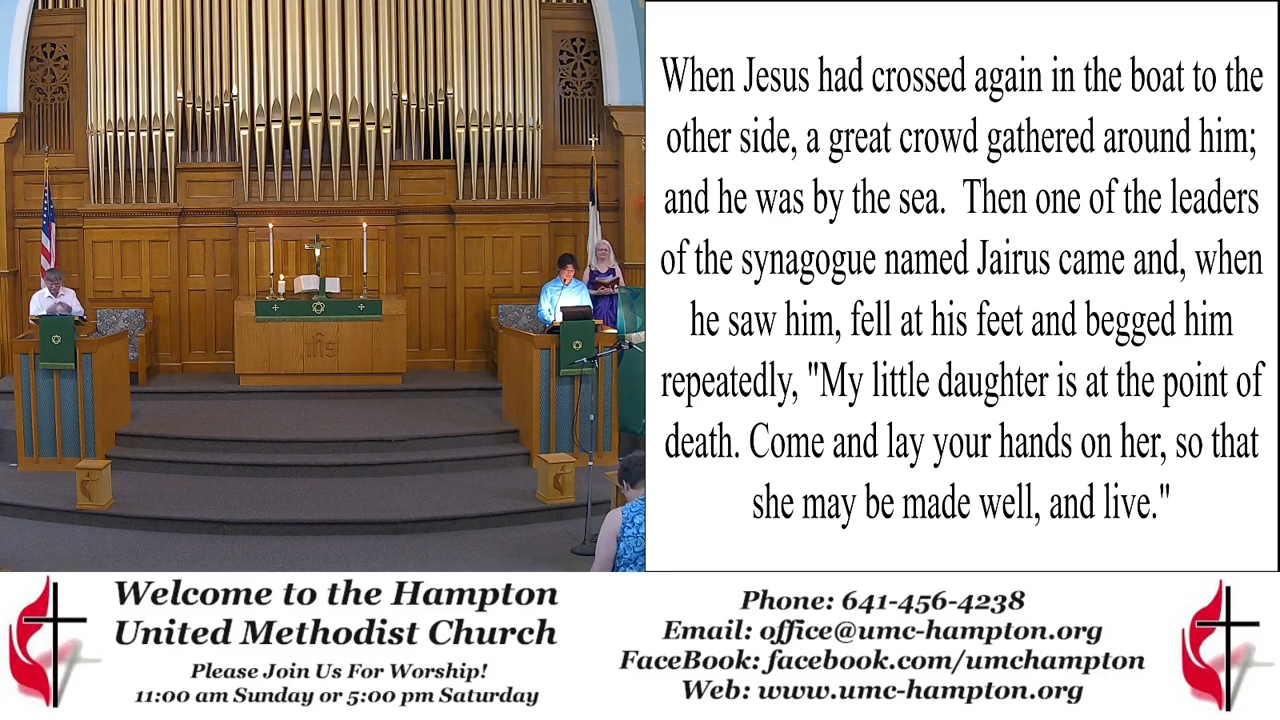 When Jesus had crossed again in the boat to the
other side, a great crowd gathered around him;
and he was by the sea.  Then one of the leaders
of the synagogue named Jairus came and, when
he saw him, fell at his feet and begged him
repeatedly, "My little daughter is at the point of
death. Come and lay your hands on her, so that
she may be made well, and live."
ihs
Welcome to the Hampton
United Methodist Church
Please Join Us For Worship!
11:00 am Sunday or 5:00 pm Saturday
Phone: 641-456-4238
Email: office@umc-hampton.org
FaceBook: facebook.com/umchampton
Web: www.umc-hampton.org